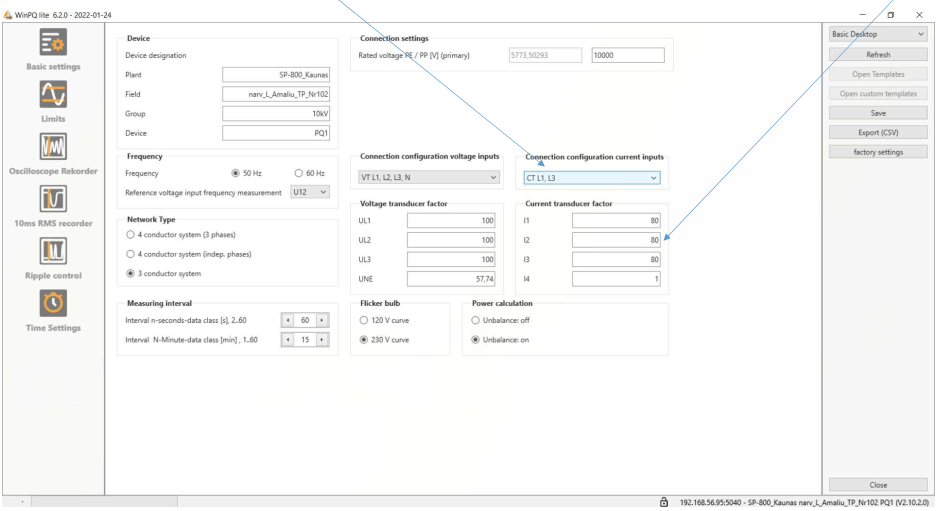 WinPQ lite 6.2.0 - 2022-01-24
Basic settings
Limits
Oscilloscope Rekorder
10ms RMS recorder
Ripple control
Time Settings
Device
Device designation
Plant SP-800_Kaunas
Field narv_L_Amaliu_TP_Nr102
Group 10kV
Device PQ1
Connection settings
Rated voltage PE / PP [V] (primary) 5773,50293 10000
Frequency
Frequency 50 Hz 60 Hz
Reference voltage input frequency measurement U12
Connection configuration voltage inputs
VT L1, L2, L3, N
Connection configuration current inputs
CT L1, L3
Network Type
4 conductor system (3 phases)
4 conductor system (indep. phases)
3 conductor system
Voltage transducer factor
UL1 100
UL2 100
UL3 100
UNE 57,74
Current transducer factor
I1 80
I2 80
I3 80
I4 1
Measuring interval
Interval n-seconds-data class [s], 2..60 60
Interval N-Minute-data class [min] , 1..60 15
Flicker bulb
120 V curve
230 V curve
Power calculation
Unbalance: off
Unbalance: on
Basic Desktop
Refresh
Open Templates
Open custom templates
Save
Export (CSV)
factory settings
Close
192.168.56.95:5040 - SP-800_Kaunas narv_L_Amaliu_TP_Nr102 PQ1 (V2.10.2.0)